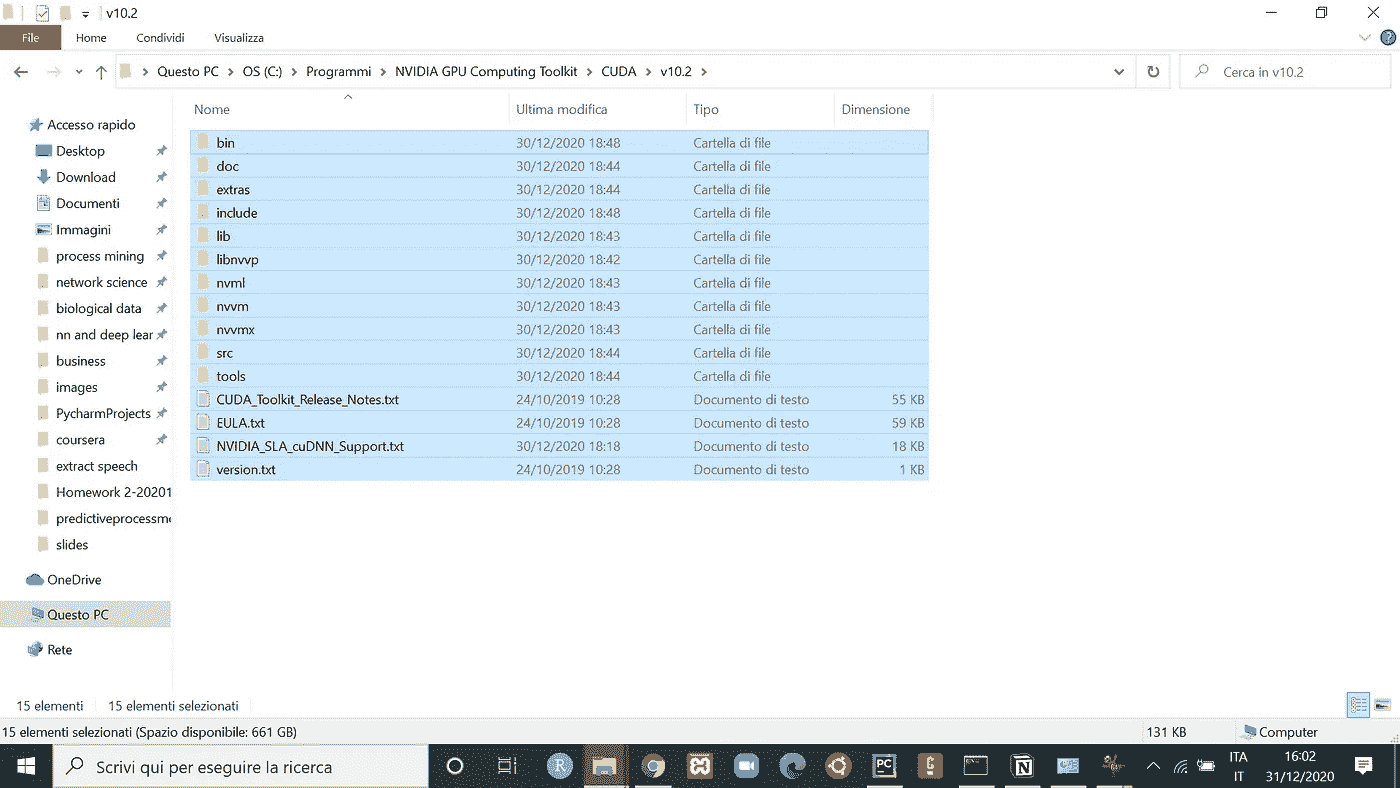 v10.2
File Home Condividi Visualizza
Questo PC OS (C:) Programmi NVIDIA GPU Computing Toolkit CUDA v10.2 Cerca in v10.2
Nome Ultima modifica Tipo Dimensione
Accesso rapido
Desktop
Download
Documenti
Immagini
process mining
network science
biological data
nn and deep lear
business
images
PycharmProjects
coursera
extract speech
Homework 2-20201
predictiveprocessm
slides
OneDrive
Questo PC
Rete
bin 30/12/2020 18:48 Cartella di file
doc 30/12/2020 18:44 Cartella di file
extras 30/12/2020 18:44 Cartella di file
include 30/12/2020 18:48 Cartella di file
lib 30/12/2020 18:43 Cartella di file
libnvvp 30/12/2020 18:42 Cartella di file
nvml 30/12/2020 18:43 Cartella di file
nvvm 30/12/2020 18:43 Cartella di file
nvvmx 30/12/2020 18:43 Cartella di file
src 30/12/2020 18:44 Cartella di file
tools 30/12/2020 18:44 Cartella di file
CUDA_Toolkit_Release_Notes.txt 24/10/2019 10:28 Documento di testo 55 KB
EULA.txt 24/10/2019 10:28 Documento di testo 59 KB
NVIDIA_SLA_cuDNN_Support.txt 30/12/2020 18:18 Documento di testo 18 KB
version.txt 24/10/2019 10:28 Documento di testo 1 KB
15 elementi 15 elementi selezionati
15 elementi selezionati (Spazio disponibile: 661 GB) 131 KB Computer
Scrivi qui per eseguire la ricerca
R
PC
N
ITA
IT
16:02
31/12/2020